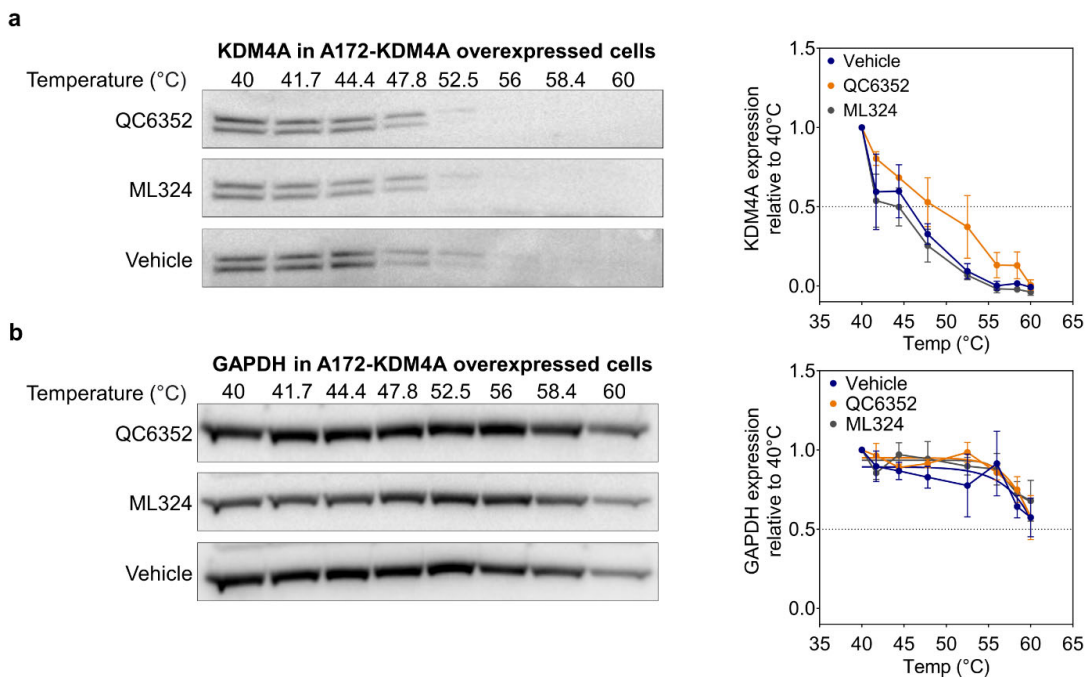 a
KDM4A in A172-KDM4A overexpressed cells
Temperature (°C) 40 41.7 44.4 47.8 52.5 56 58.4 60
QC6352
ML324
Vehicle
1.5
1.0
0.5
0.0
KDM4A expression
relative to 40°C
Vehicle
QC6352
ML324
35 40 45 50 55 60 65
Temp (°C)
b
GAPDH in A172-KDM4A overexpressed cells
Temperature (°C) 40 41.7 44.4 47.8 52.5 56 58.4 60
QC6352
ML324
Vehicle
1.5
1.0
0.5
0.0
GAPDH expression
relative to 40°C
Vehicle
QC6352
ML324
35 40 45 50 55 60 65
Temp (°C)